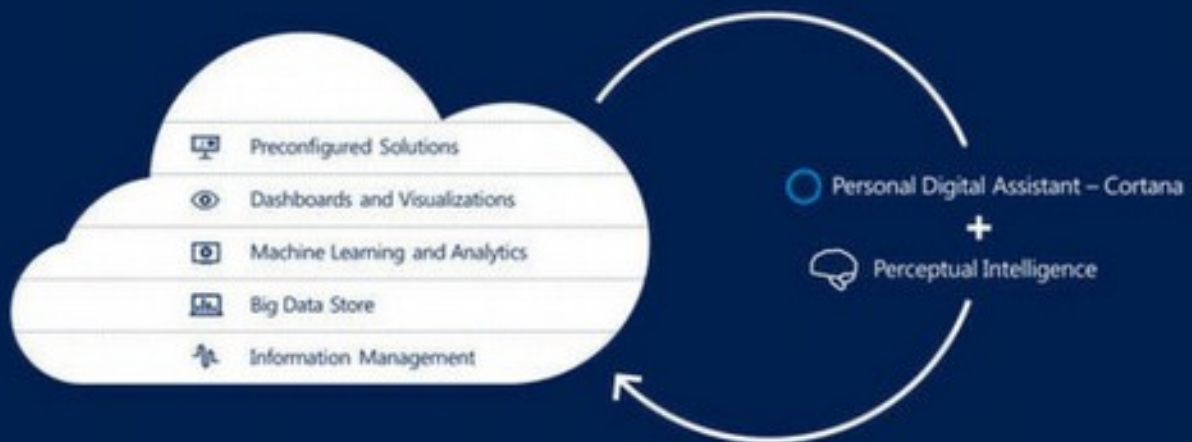 Preconfigured Solutions
Dashboards and Visualizations
Machine Learning and Analytics
Big Data Store
Information Management
Personal Digital Assistant – Cortana
+
Perceptual Intelligence